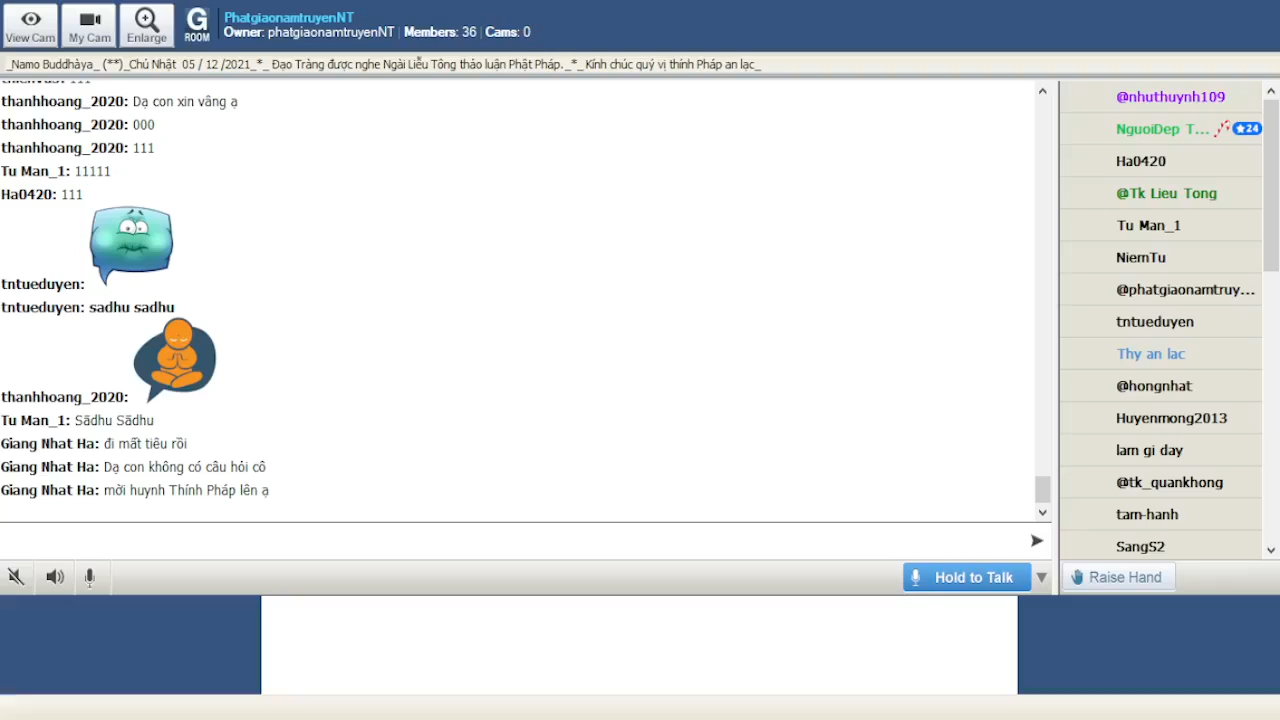 View Cam
My Cam
Enlarge
G
ROOM
PhatgiaonamtruyenNT
Owner: phatgiaonamtruyenNT | Members: 36 | Cams: 0
_Namo Buddhàya_ (**)_Chủ Nhật 05 / 12 /2021_*_ Đạo Tràng được nghe Ngài Liễu Tông thảo luận Phật Pháp._*_Kính chúc quý vị thính Pháp an lạc_
thanhhoang_2020: Dạ con xin vâng ạ
thanhhoang_2020: 000
thanhhoang_2020: 111
Tu Man_1: 11111
Ha0420: 111
tntueduyen:
tntueduyen: sadhu sadhu
thanhhoang_2020:
Tu Man_1: Sādhu Sādhu
Giang Nhat Ha: đi mất tiêu rồi
Giang Nhat Ha: Dạ con không có câu hỏi cô
Giang Nhat Ha: mời huynh Thính Pháp lên ạ
@nhuthuynh109
NguoiDep T... 24
Ha0420
@Tk Lieu Tong
Tu Man_1
NiemTu
@phatgiaonamtruy...
tntueduyen
Thy an lac
@hongnhat
Huyenmong2013
lam gi day
@tk_quankhong
tam-hanh
SangS2
Hold to Talk
Raise Hand